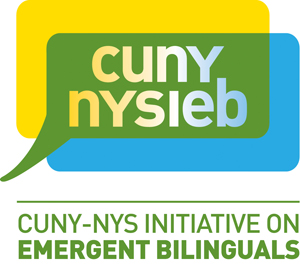 cuny
nysieb
CUNY-NYS INITIATIVE ON
EMERGENT BILINGUALS